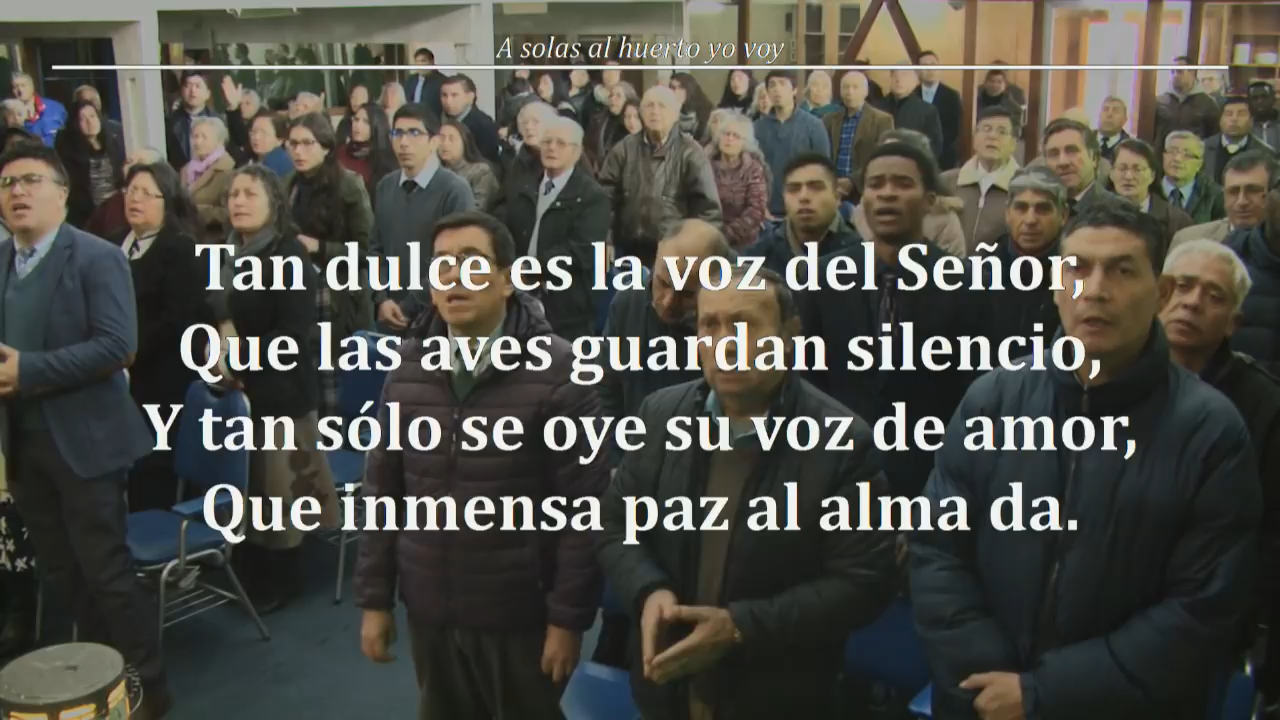 A solas al huerto yo voy
Tan dulce es la voz del Señor,
Que las aves guardan silencio,
Y tan sólo se oye su voz de amor,
Que inmensa paz al alma da.